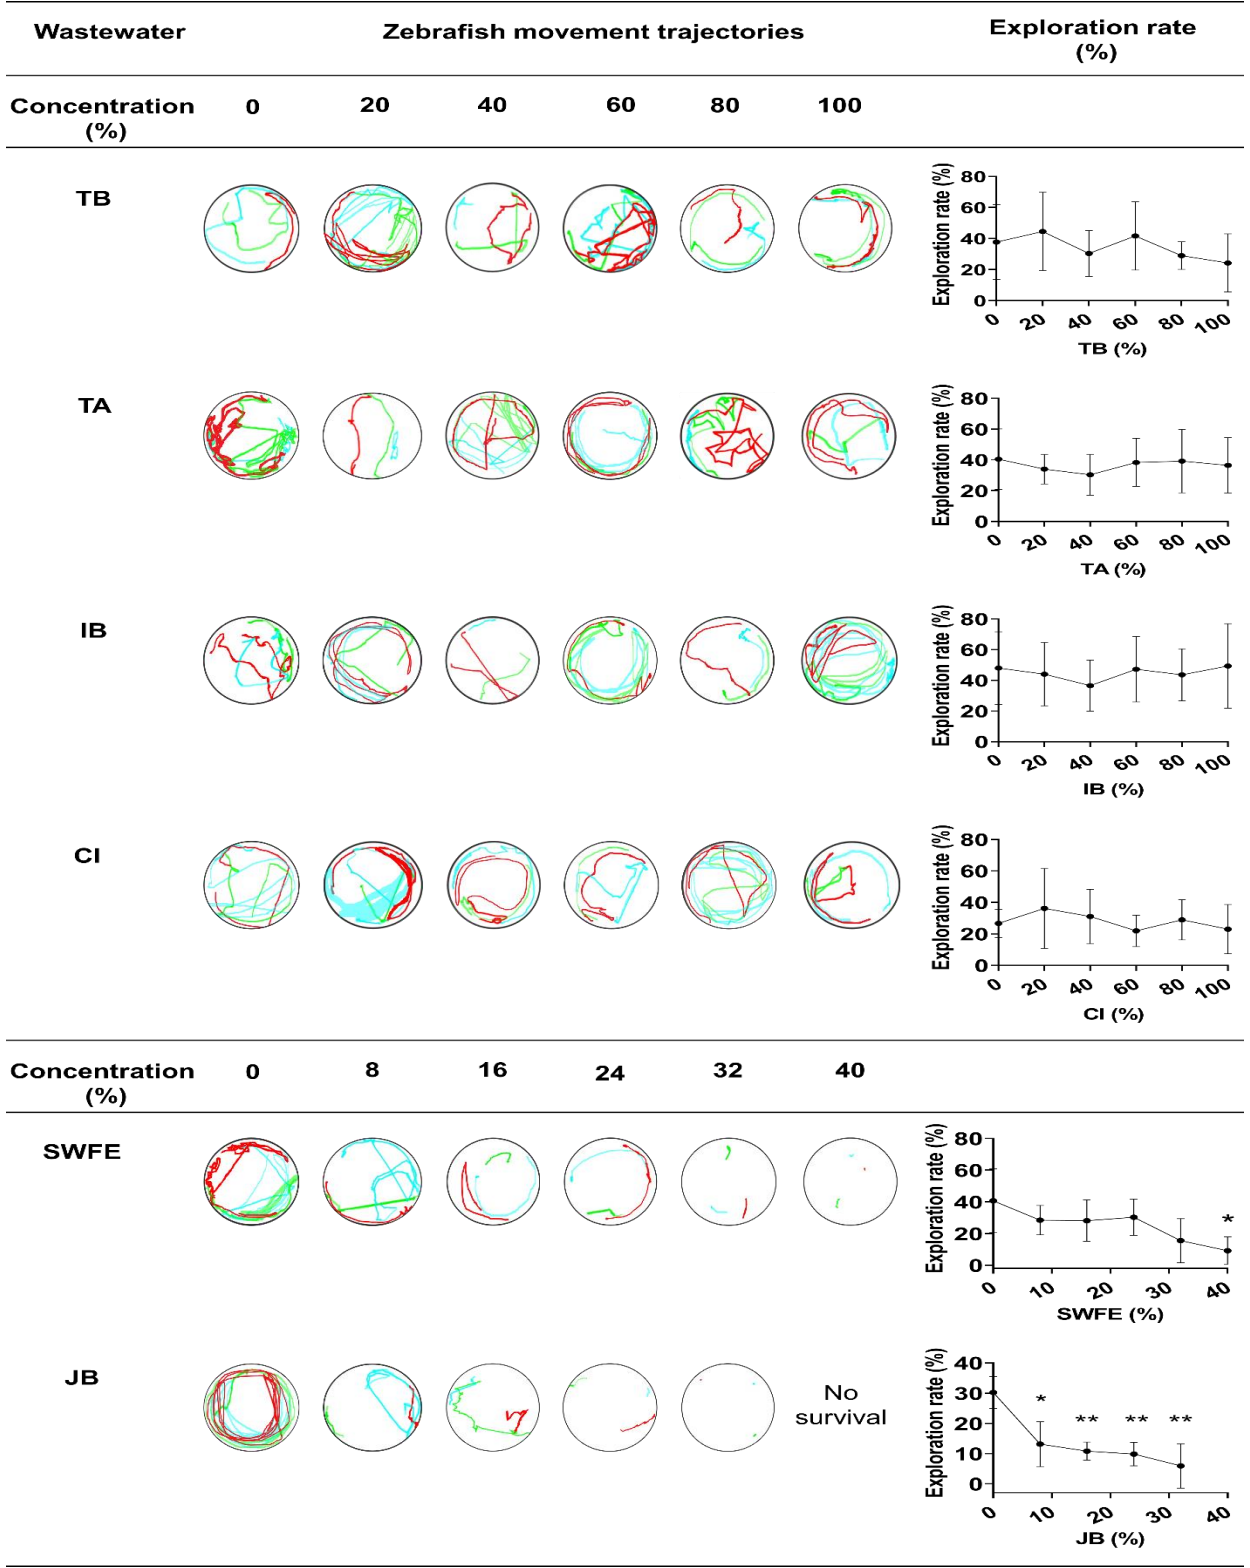 Wastewater Zebrafish movement trajectories Exploration rate
(%)
Concentration 0 20 40 60 80 100
(%)
TB
Exploration rate (%)
80
60
40
20
0
0 20 40 60 80 100
TB (%)
TA
Exploration rate (%)
80
60
40
20
0
0 20 40 60 80 100
TA (%)
IB
Exploration rate (%)
80
60
40
20
0
0 20 40 60 80 100
IB (%)
CI
Exploration rate (%)
80
60
40
20
0
0 20 40 60 80 100
CI (%)
Concentration 0 8 16 24 32 40
(%)
SWFE
Exploration rate (%)
80
60
40
20
0
*
0 10 20 30 40
SWFE (%)
JB
No
survival
Exploration rate (%)
40
30
20
10
0
* ** ** **
0 10 20 30 40
JB (%)